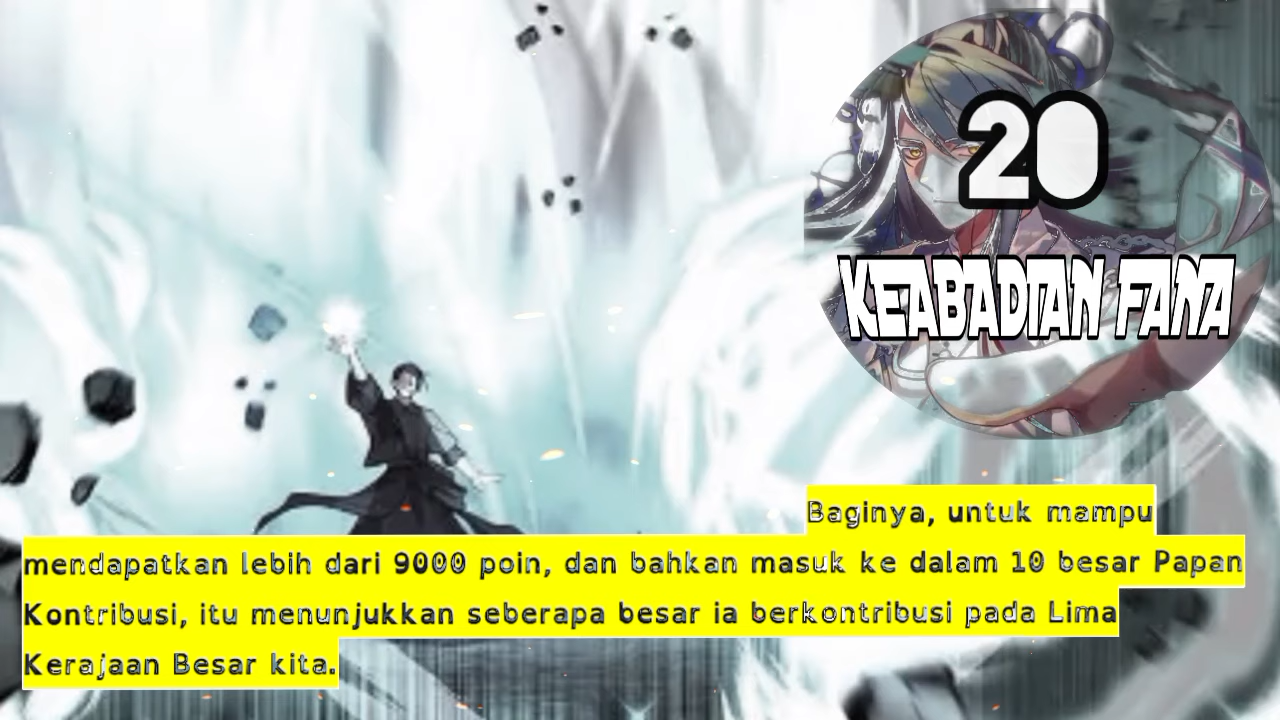 20
KEABADIAN FANA
Baginya, untuk mampu
mendapatkan lebih dari 9000 poin, dan bahkan masuk ke dalam 10 besar Papan
Kontribusi, itu menunjukkan seberapa besar ia berkontribusi pada Lima
Kerajaan Besar kita.